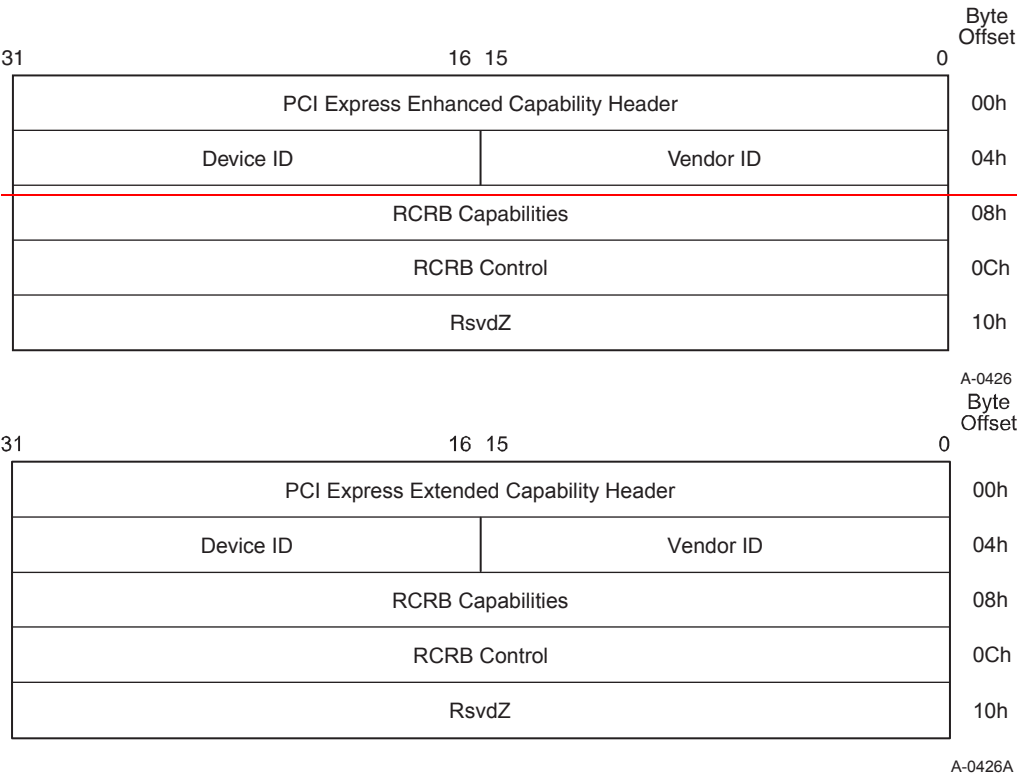 Byte
Offset
31 16 15 0
PCI Express Enhanced Capability Header 00h
Device ID Vendor ID 04h
RCRB Capabilities 08h
RCRB Control 0Ch
RsvdZ 10h
A-0426
Byte
Offset
31 16 15 0
PCI Express Extended Capability Header 00h
Device ID Vendor ID 04h
RCRB Capabilities 08h
RCRB Control 0Ch
RsvdZ 10h
A-0426A